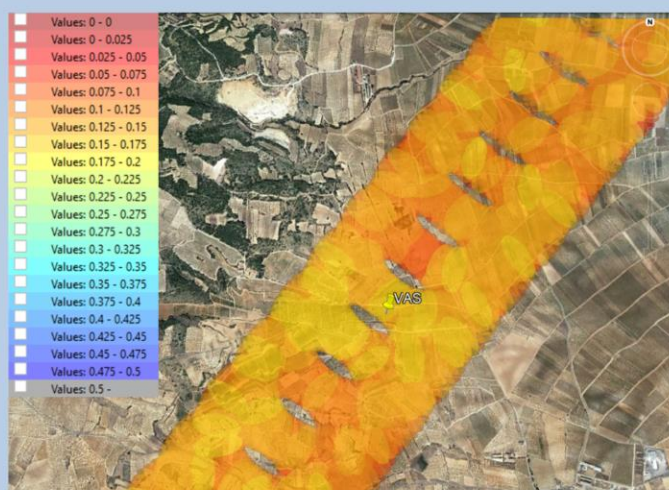 Values: 0 - 0
Values: 0 - 0.025
Values: 0.025 - 0.05
Values: 0.05 - 0.075
Values: 0.075 - 0.1
Values: 0.1 - 0.125
Values: 0.125 - 0.15
Values: 0.15 - 0.175
Values: 0.175 - 0.2
Values: 0.2 - 0.225
Values: 0.225 - 0.25
Values: 0.25 - 0.275
Values: 0.275 - 0.3
Values: 0.3 - 0.325
Values: 0.325 - 0.35
Values: 0.35 - 0.375
Values: 0.375 - 0.4
Values: 0.4 - 0.425
Values: 0.425 - 0.45
Values: 0.45 - 0.475
Values: 0.475 - 0.5
Values: 0.5 -
N
VAS